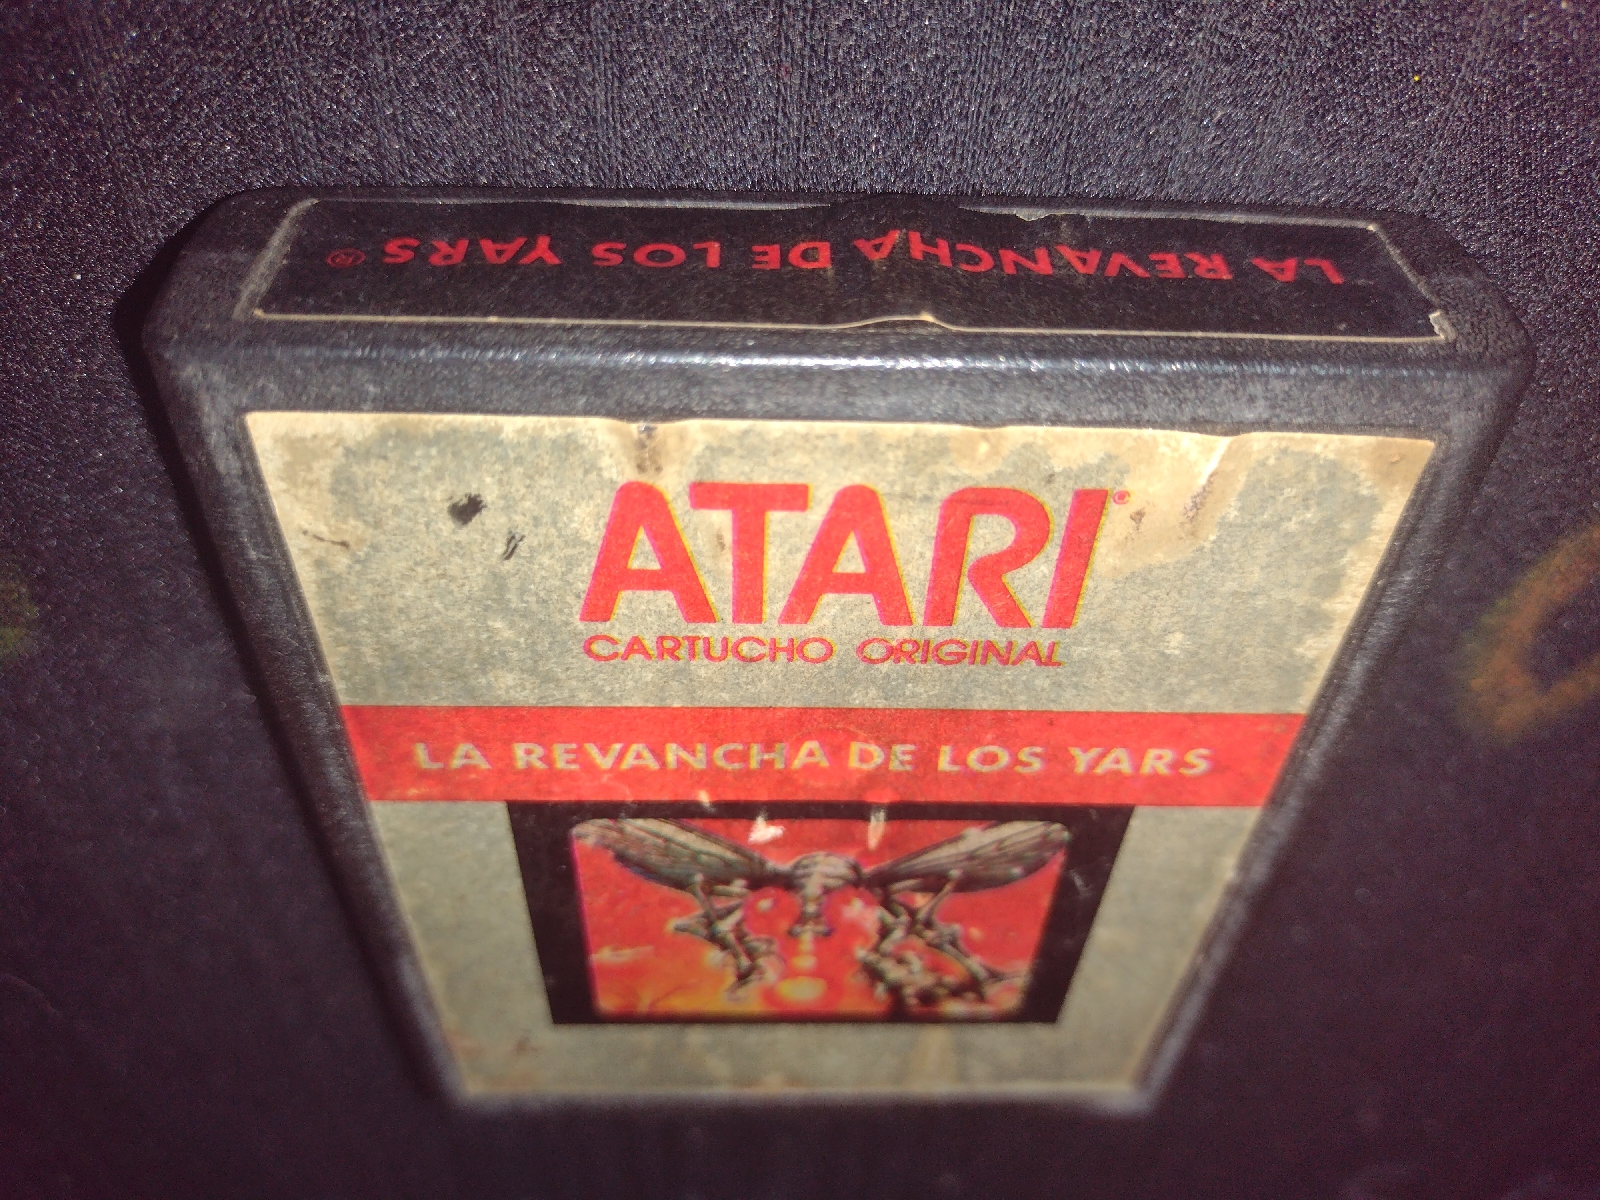 LA REVANCHA DE LOS YARS®
ATARI®
CARTUCHO ORIGINAL
LA REVANCHA DE LOS YARS